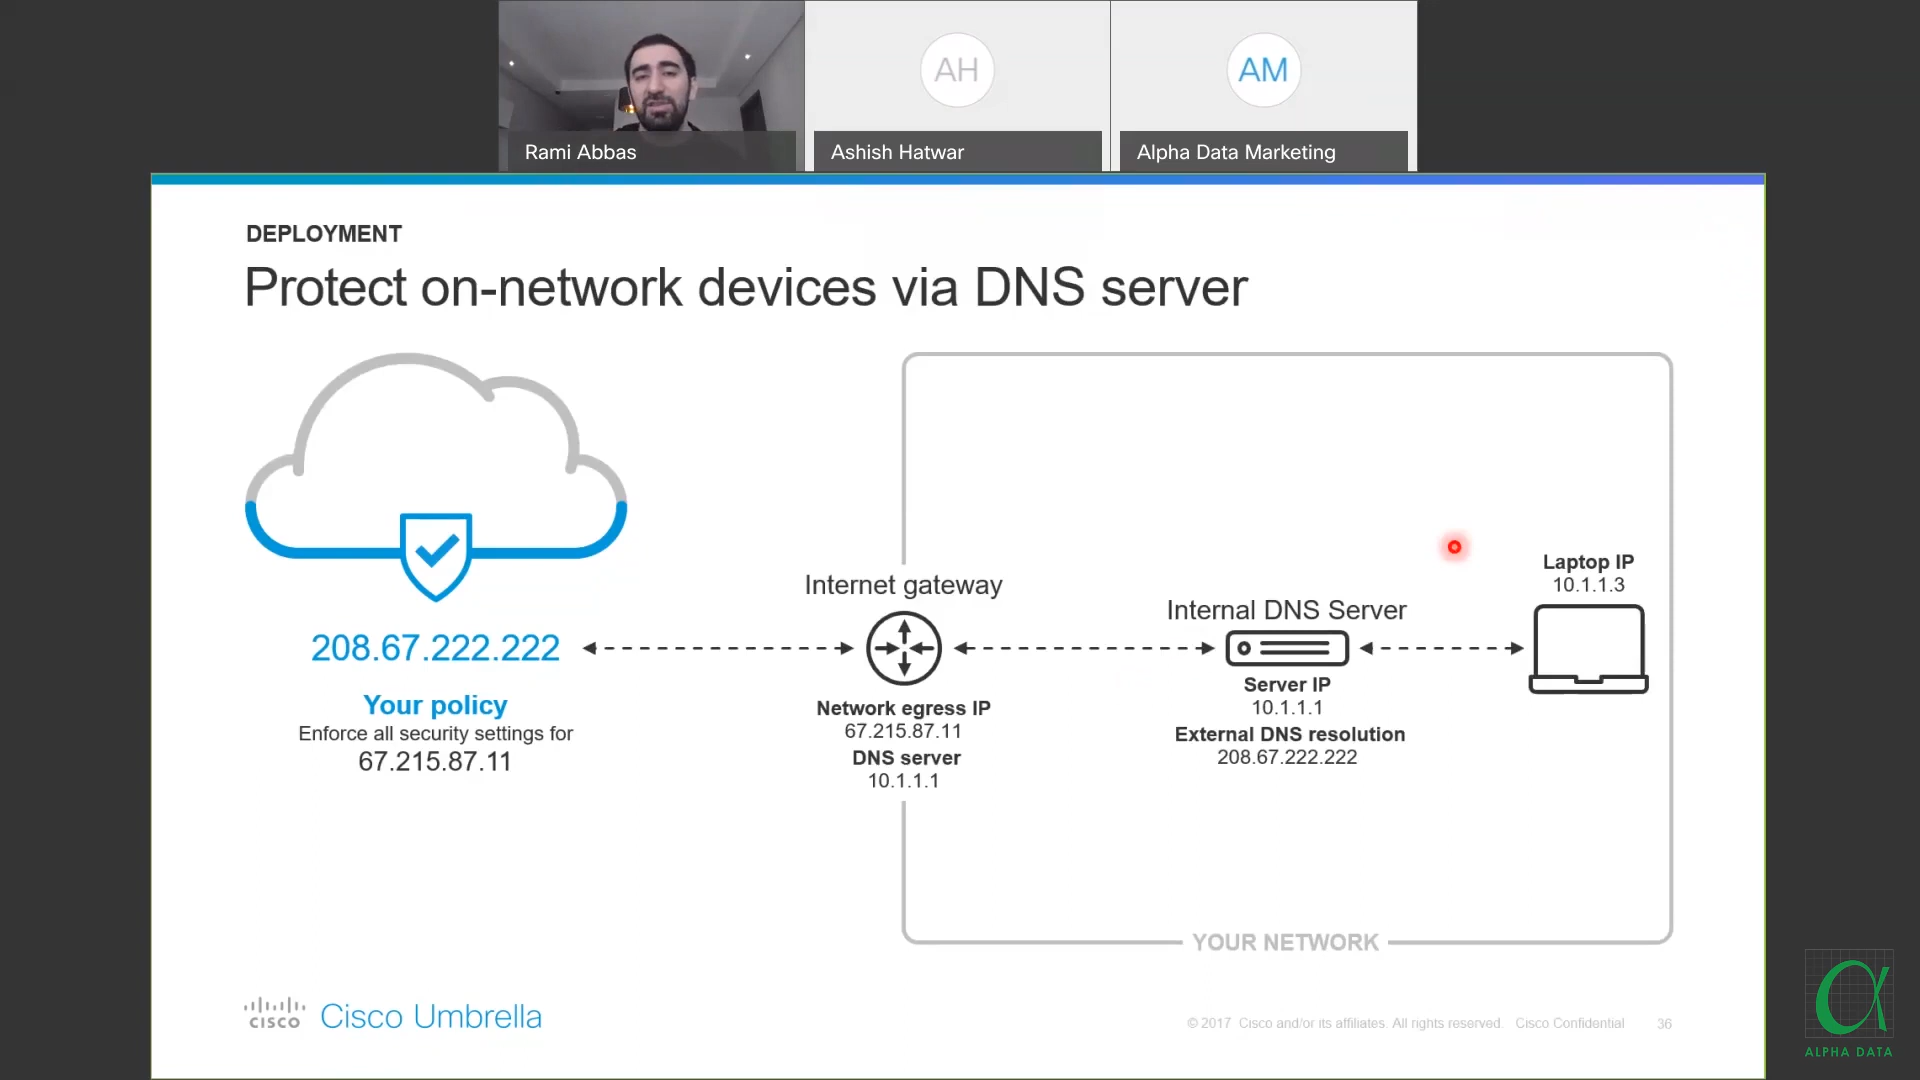 AH
AM
Rami Abbas
Ashish Hatwar
Alpha Data Marketing
DEPLOYMENT
Protect on-network devices via DNS server
208.67.222.222
Your policy
Enforce all security settings for
67.215.87.11
Internet gateway
Network egress IP
67.215.87.11
DNS server
10.1.1.1
Internal DNS Server
Server IP
10.1.1.1
External DNS resolution
208.67.222.222
Laptop IP
10.1.1.3
YOUR NETWORK
CISCO
Cisco Umbrella
© 2017 Cisco and/or its affiliates. All rights reserved. Cisco Confidential
36
α
ALPHA DATA